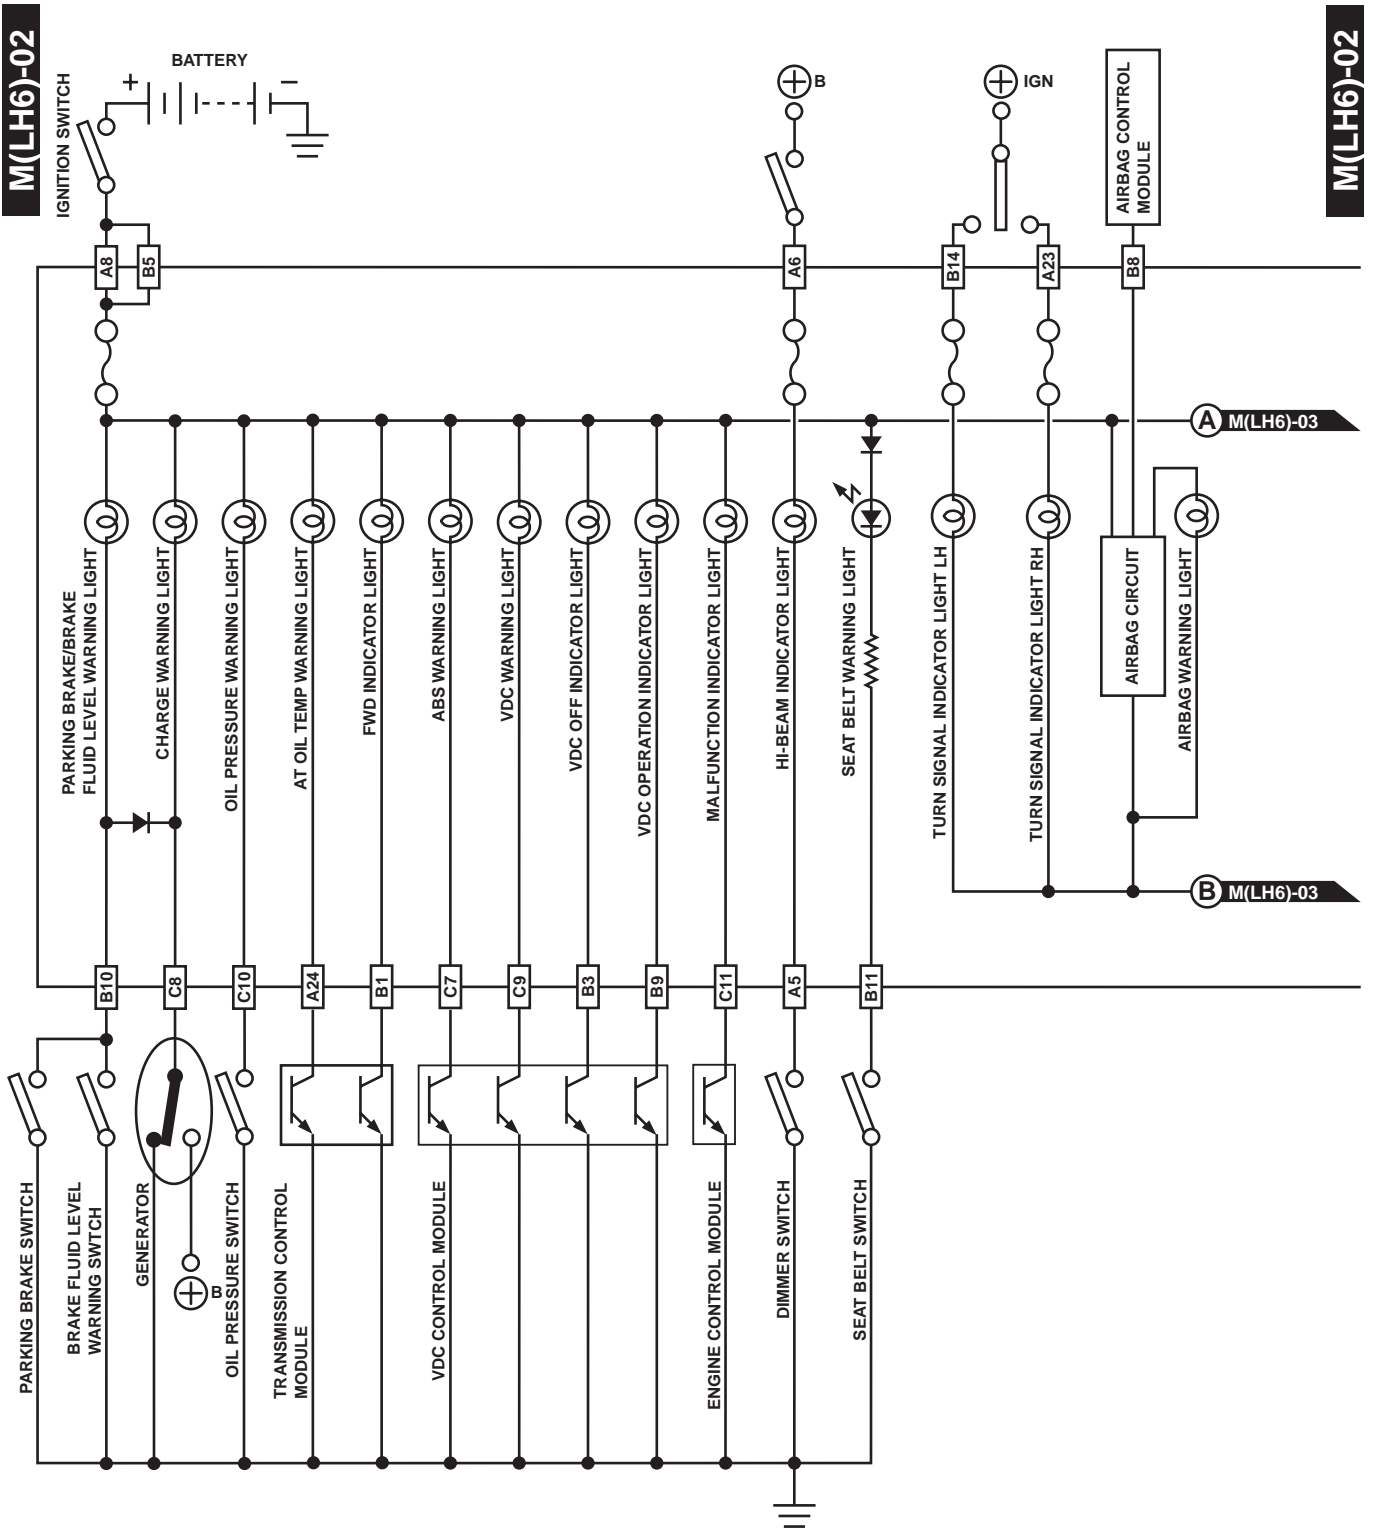 M(LH6)-02
M(LH6)-02
IGNITION SWITCH
BATTERY
+
−
B
IGN
AIRBAG CONTROL
MODULE
A8
B5
A6
B14
A23
B8
A
M(LH6)-03
PARKING BRAKE/BRAKE
FLUID LEVEL WARNING LIGHT
CHARGE WARNING LIGHT
OIL PRESSURE WARNING LIGHT
AT OIL TEMP WARNING LIGHT
FWD INDICATOR LIGHT
ABS WARNING LIGHT
VDC WARNING LIGHT
VDC OFF INDICATOR LIGHT
VDC OPERATION INDICATOR LIGHT
MALFUNCTION INDICATOR LIGHT
HI-BEAM INDICATOR LIGHT
SEAT BELT WARNING LIGHT
TURN SIGNAL INDICATOR LIGHT LH
TURN SIGNAL INDICATOR LIGHT RH
AIRBAG CIRCUIT
AIRBAG WARNING LIGHT
B
M(LH6)-03
B10
C8
C10
A24
B1
C7
C9
B3
B9
C11
A5
B11
PARKING BRAKE SWITCH
BRAKE FLUID LEVEL
WARNING SWTCH
GENERATOR
B
OIL PRESSURE SWITCH
TRANSMISSION CONTROL
MODULE
VDC CONTROL MODULE
ENGINE CONTROL MODULE
DIMMER SWITCH
SEAT BELT SWITCH